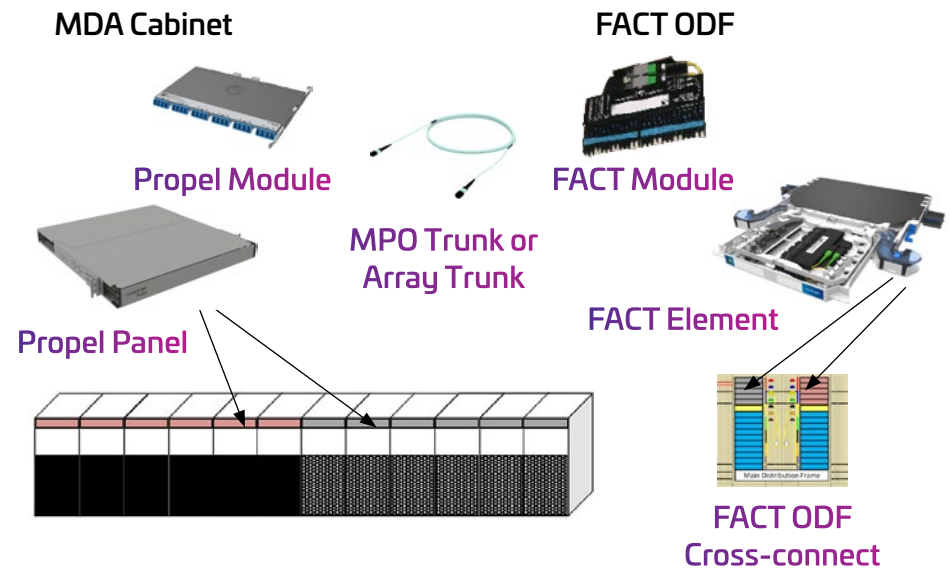 MDA Cabinet
FACT ODF
Propel Module
FACT Module
MPO Trunk or
Array Trunk
Propel Panel
FACT Element
Main Distribution Frame
FACT ODF
Cross-connect